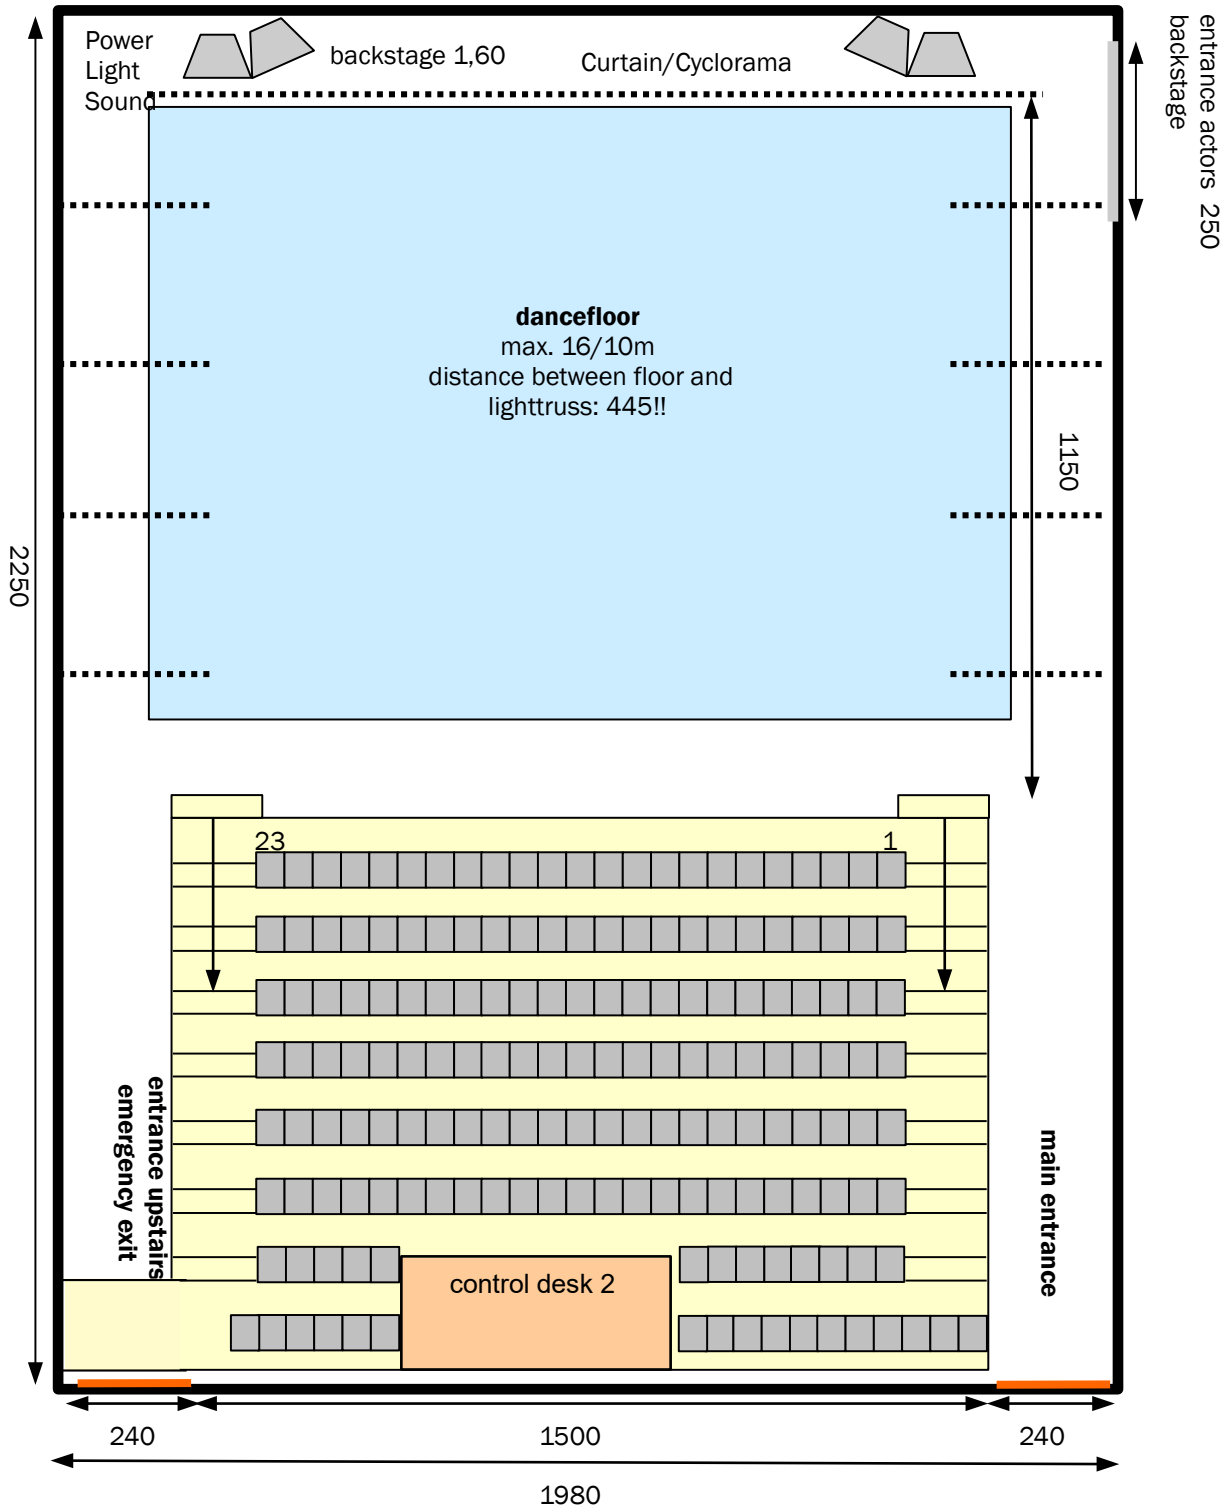 Power
Light
Sound
backstage 1,60
Curtain/Cyclorama
entrance actors 250
backstage
dancefloor
max. 16/10m
distance between floor and
lighttruss: 445!!
1150
2250
23
1
entrance upstairs
emergency exit
main entrance
control desk 2
240
1500
240
1980